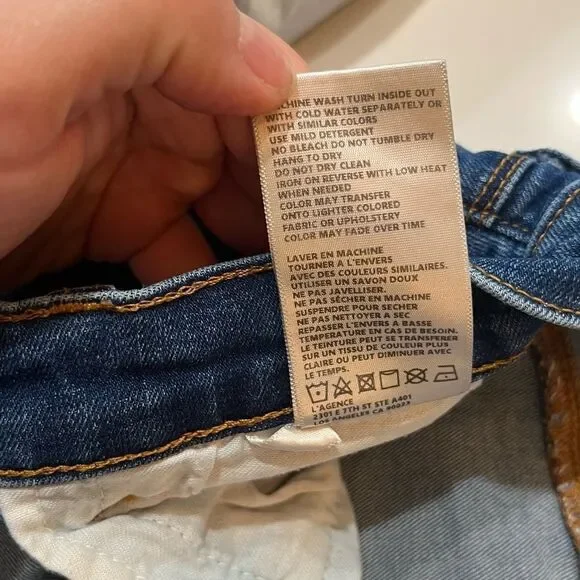 WASH TURN INSIDE OUT
WITH COLD WATER SEPARATELY OR
WITH SIMILAR COLORS
USE MILD DETERGENT
NO BLEACH DO NOT TUMBLE DRY
HANG TO DRY
DO NOT DRY CLEAN
IRON ON REVERSE WITH LOW HEAT
WHEN NEEDED
COLOR MAY TRANSFER
ONTO LIGHTER COLORED
FABRIC OR UPHOLSTERY
COLOR MAY FADE OVER TIME
LAVER EN MACHINE
TOURNER A L'ENVERS
AVEC DES COULEURS SIMILAIRES.
UTILISER UN SAVON DOUX
NE PAS JAVELLISER.
NE PAS SÈCHER EN MACHINE
SUSPENDRE POUR SECHER
NE PAS NETTOYER A SEC
REPASSER L'ENVERS A BASSE
TEMPERATURE EN CAS DE BESOIN.
LE TEINTURE PEUT SE TRANSFERER
SUR UN TISSU DE COULEUR PLUS
CLAIRE OU PEUT DIMINUER AVEC
LE TEMPS.
L'AGENCE
2301 E 7TH ST STE A401
LOS ANGELES CA 90023